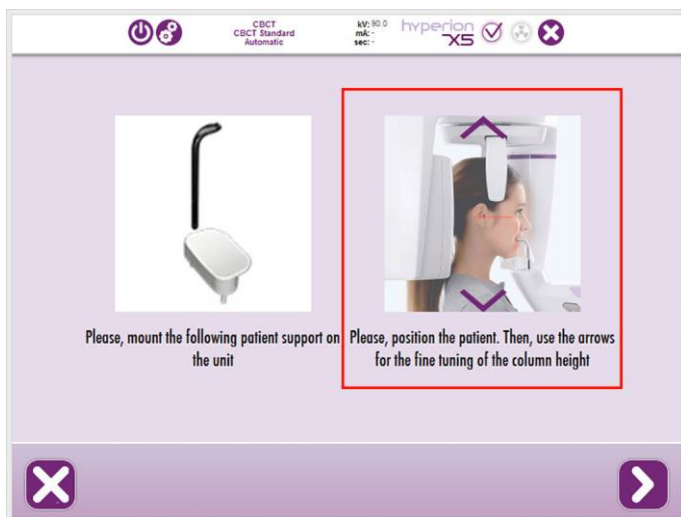 CBCT
CBCT Standard
Automatic
kV: 90.0
mA: -
sec: -
hyperion
X5
Please, mount the following patient support on
the unit
Please, position the patient. Then, use the arrows
for the fine tuning of the column height